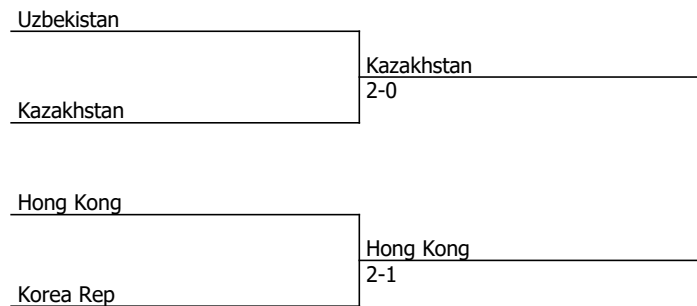 Uzbekistan
Kazakhstan
2-0
Kazakhstan
Hong Kong
Hong Kong
2-1
Korea Rep